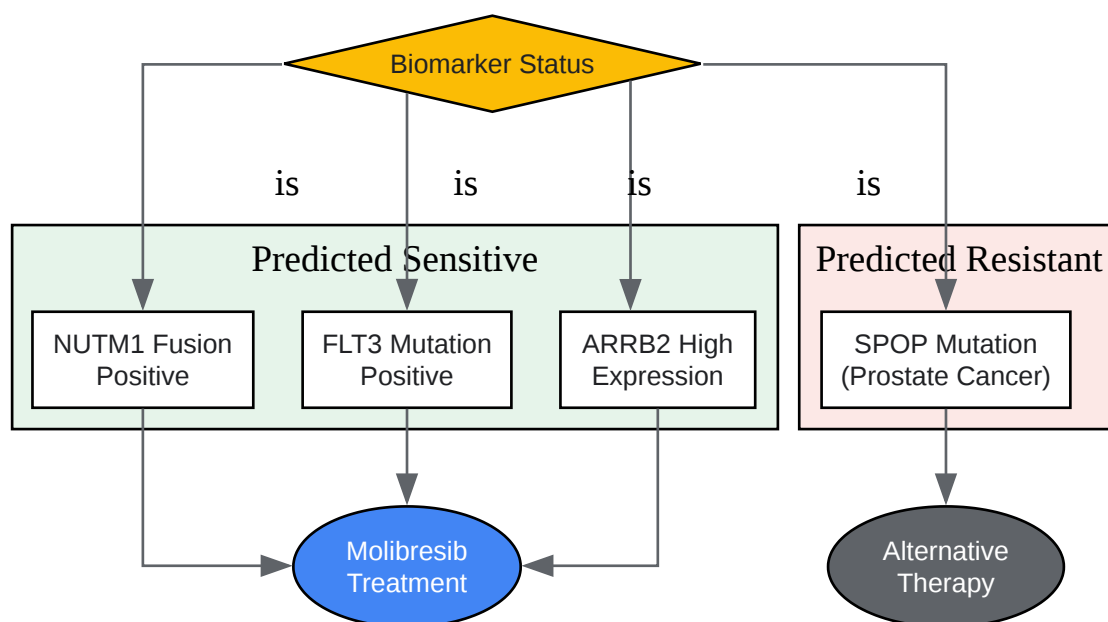 Biomarker Status
is
is
is
is
Predicted Sensitive
Predicted Resistant
NUTM1 Fusion
Positive
FLT3 Mutation
Positive
ARRB2 High
Expression
SPOP Mutation
(Prostate Cancer)
Molibresib
Treatment
Alternative
Therapy